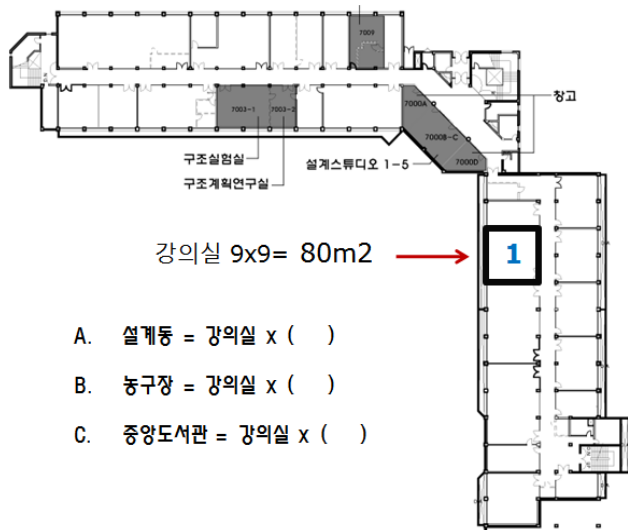 7009
7003-1
7003-2
7000A
7000B-C
7000D
창고
구조실험실
구조계획연구실
설계스튜디오 1-5
강의실 9x9= 80m2
1
A. 설계동 = 강의실 x ( )
B. 농구장 = 강의실 x ( )
C. 중앙도서관 = 강의실 x ( )